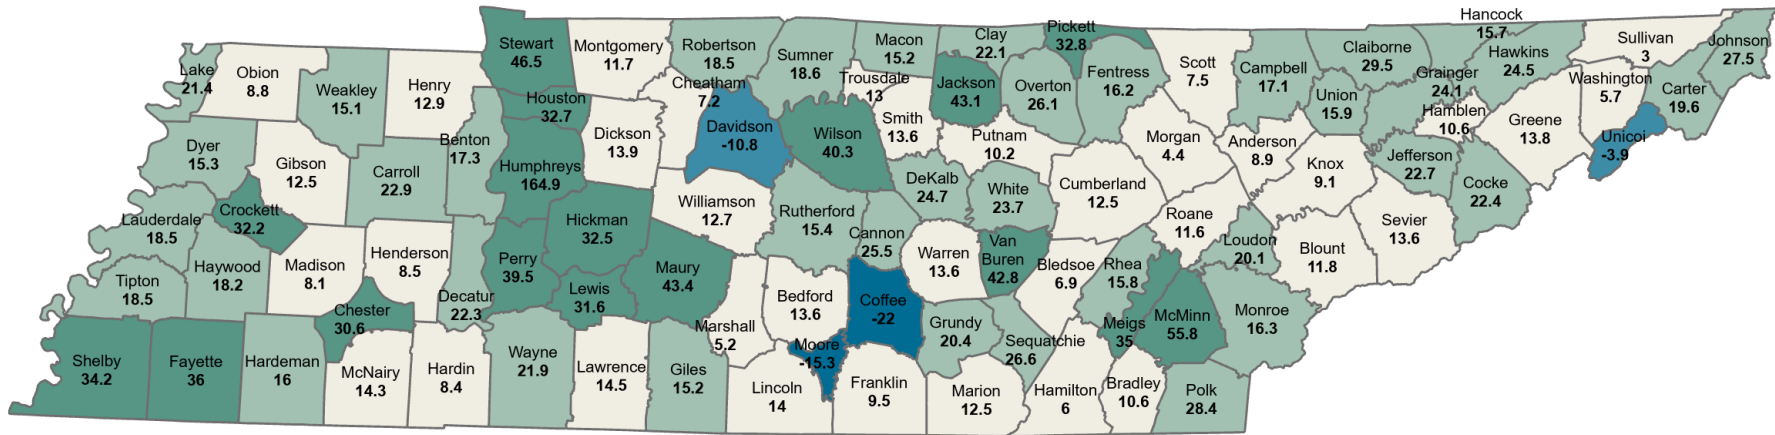 Stewart
46.5
Montgomery
11.7
Robertson
18.5
Sumner
18.6
Macon
15.2
Clay
22.1
Pickett
32.8
Scott
7.5
Campbell
17.1
Claiborne
29.5
Hancock
15.7
Hawkins
24.5
Sullivan
3
Johnson
27.5
Lake
21.4
Obion
8.8
Weakley
15.1
Henry
12.9
Houston
32.7
Cheatham
7.2
Trousdale
13
Jackson
43.1
Overton
26.1
Fentress
16.2
Union
15.9
Grainger
24.1
Hamblen
10.6
Greene
13.8
Washington
5.7
Carter
19.6
Unicoi
-3.9
Dyer
15.3
Gibson
12.5
Carroll
22.9
Benton
17.3
Humphreys
164.9
Dickson
13.9
Davidson
-10.8
Wilson
40.3
Smith
13.6
Putnam
10.2
Morgan
4.4
Anderson
8.9
Knox
9.1
Jefferson
22.7
Cocke
22.4
Lauderdale
18.5
Crockett
32.2
Hickman
32.5
Williamson
12.7
Rutherford
15.4
Cannon
25.5
DeKalb
24.7
White
23.7
Cumberland
12.5
Roane
11.6
Loudon
20.1
Blount
11.8
Sevier
13.6
Tipton
18.5
Haywood
18.2
Madison
8.1
Henderson
8.5
Decatur
22.3
Perry
39.5
Lewis
31.6
Maury
43.4
Bedford
13.6
Coffee
-22
Warren
13.6
Van
Buren
42.8
Bledsoe
6.9
Rhea
15.8
Meigs
35
McMinn
55.8
Monroe
16.3
Shelby
34.2
Fayette
36
Hardeman
16
Chester
30.6
McNairy
14.3
Hardin
8.4
Wayne
21.9
Lawrence
14.5
Giles
15.2
Marshall
5.2
Moore
-15.3
Lincoln
14
Franklin
9.5
Grundy
20.4
Sequatchie
26.6
Marion
12.5
Hamilton
6
Bradley
10.6
Polk
28.4